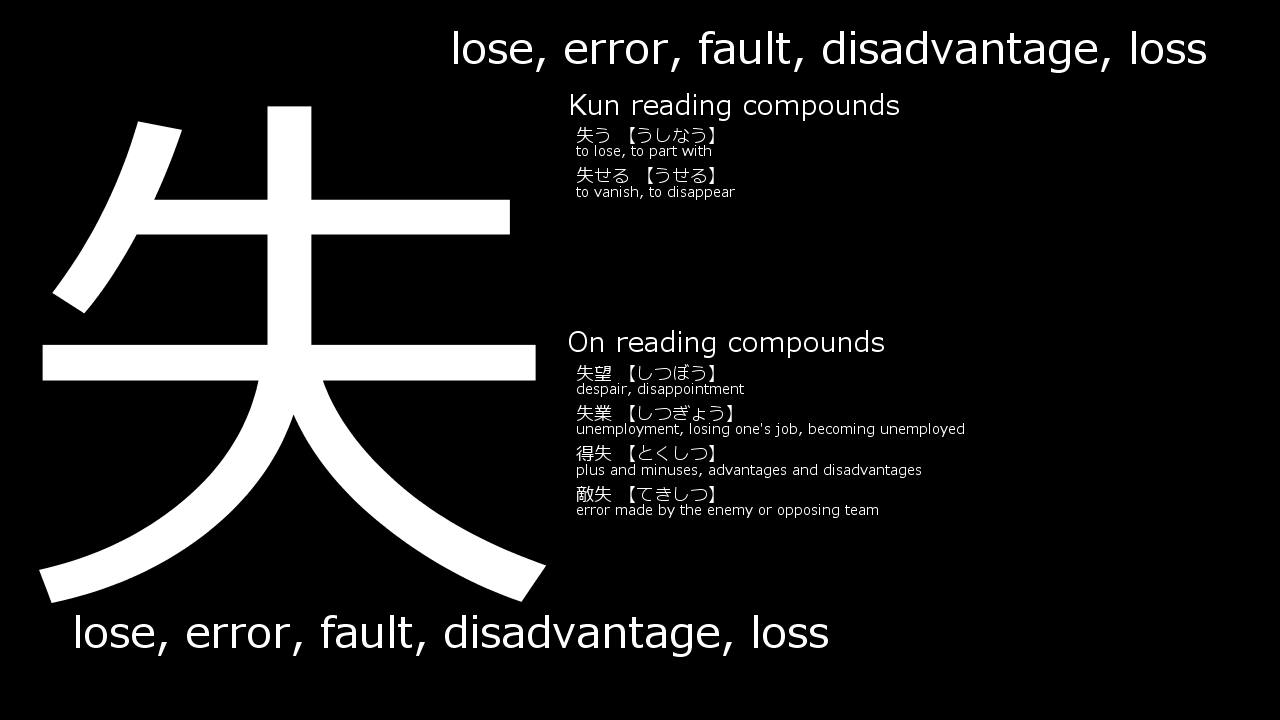 lose, error, fault, disadvantage, loss
失
Kun reading compounds
失う 【うしなう】
to lose, to part with
失せる 【うせる】
to vanish, to disappear
On reading compounds
失望 【しつぼう】
despair, disappointment
失業 【しつぎょう】
unemployment, losing one's job, becoming unemployed
得失 【とくしつ】
plus and minuses, advantages and disadvantages
敵失 【てきしつ】
error made by the enemy or opposing team
lose, error, fault, disadvantage, loss